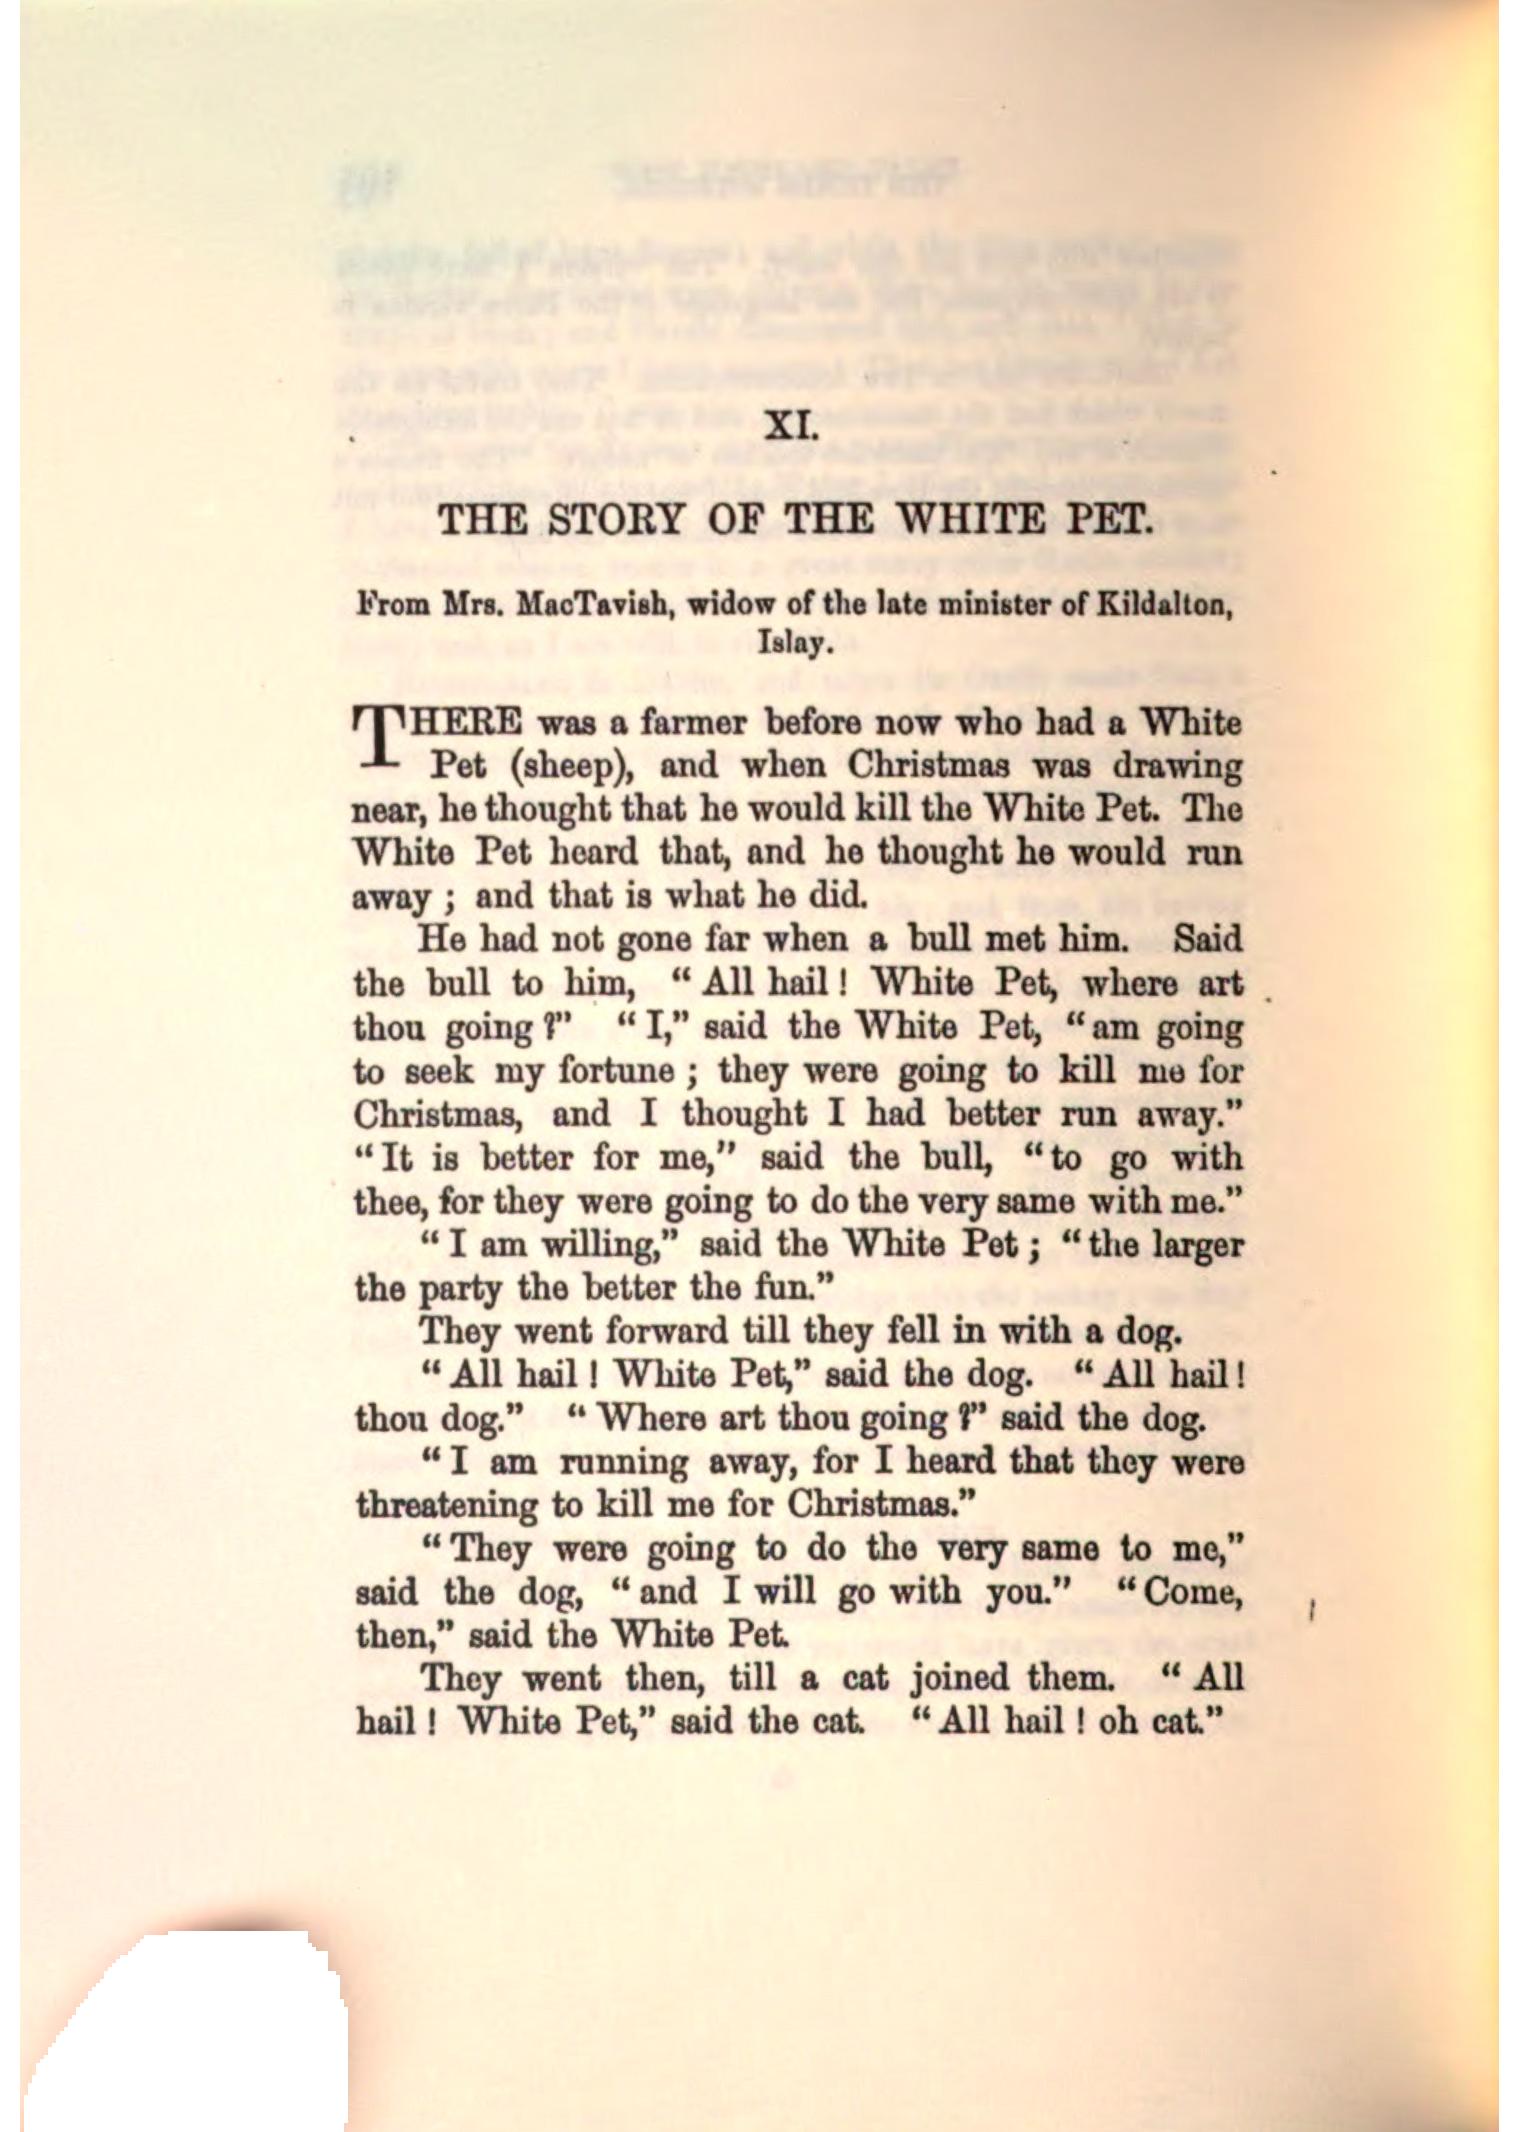 XI.
THE STORY OF THE WHITE PET.
From Mrs. MacTavish, widow of the late minister of Kildalton,
Islay.
THERE was a farmer before now who had a White
Pet (sheep), and when Christmas was drawing
near, he thought that he would kill the White Pet. The
White Pet heard that, and he thought he would run
away ; and that is what he did.
He had not gone far when a bull met him. Said
the bull to him, “ All hail ! White Pet, where art
thou going ?” “ I,” said the White Pet, “ am going
to seek my fortune ; they were going to kill me for
Christmas, and I thought I had better run away.”
“ It is better for me,” said the bull, “ to go with
thee, for they were going to do the very same with me.”
“ I am willing,” said the White Pet ; “ the larger
the party the better the fun.”
They went forward till they fell in with a dog.
“ All hail ! White Pet,” said the dog. “ All hail !
thou dog.” “ Where art thou going ?” said the dog.
“ I am running away, for I heard that they were
threatening to kill me for Christmas.”
“ They were going to do the very same to me,”
said the dog, “ and I will go with you.” “ Come,
then,” said the White Pet.
They went then, till a cat joined them. “ All
hail ! White Pet,” said the cat. “ All hail ! oh cat.”